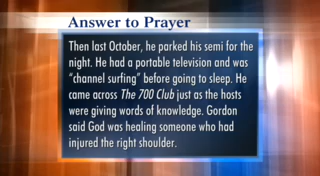 Answer to Prayer
Then last October, he parked his semi for the
night. He had a portable television and was
“channel surfing” before going to sleep. He
came across The 700 Club just as the hosts
were giving words of knowledge. Gordon
said God was healing someone who had
injured the right shoulder.